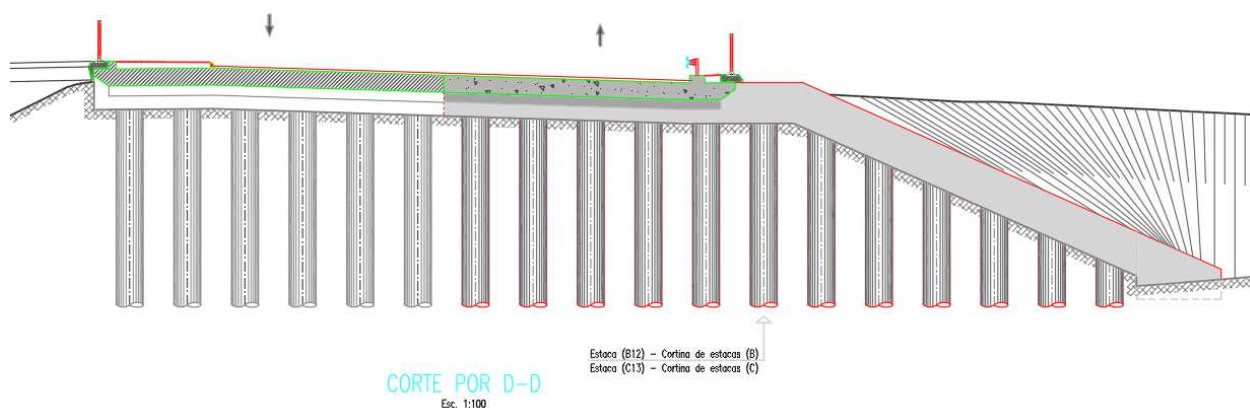 Estaca (B12) - Cortina de estacas (B)
Estaca (C13) - Cortina de estacas (C)
CORTE POR D-D
Esc. 1:100